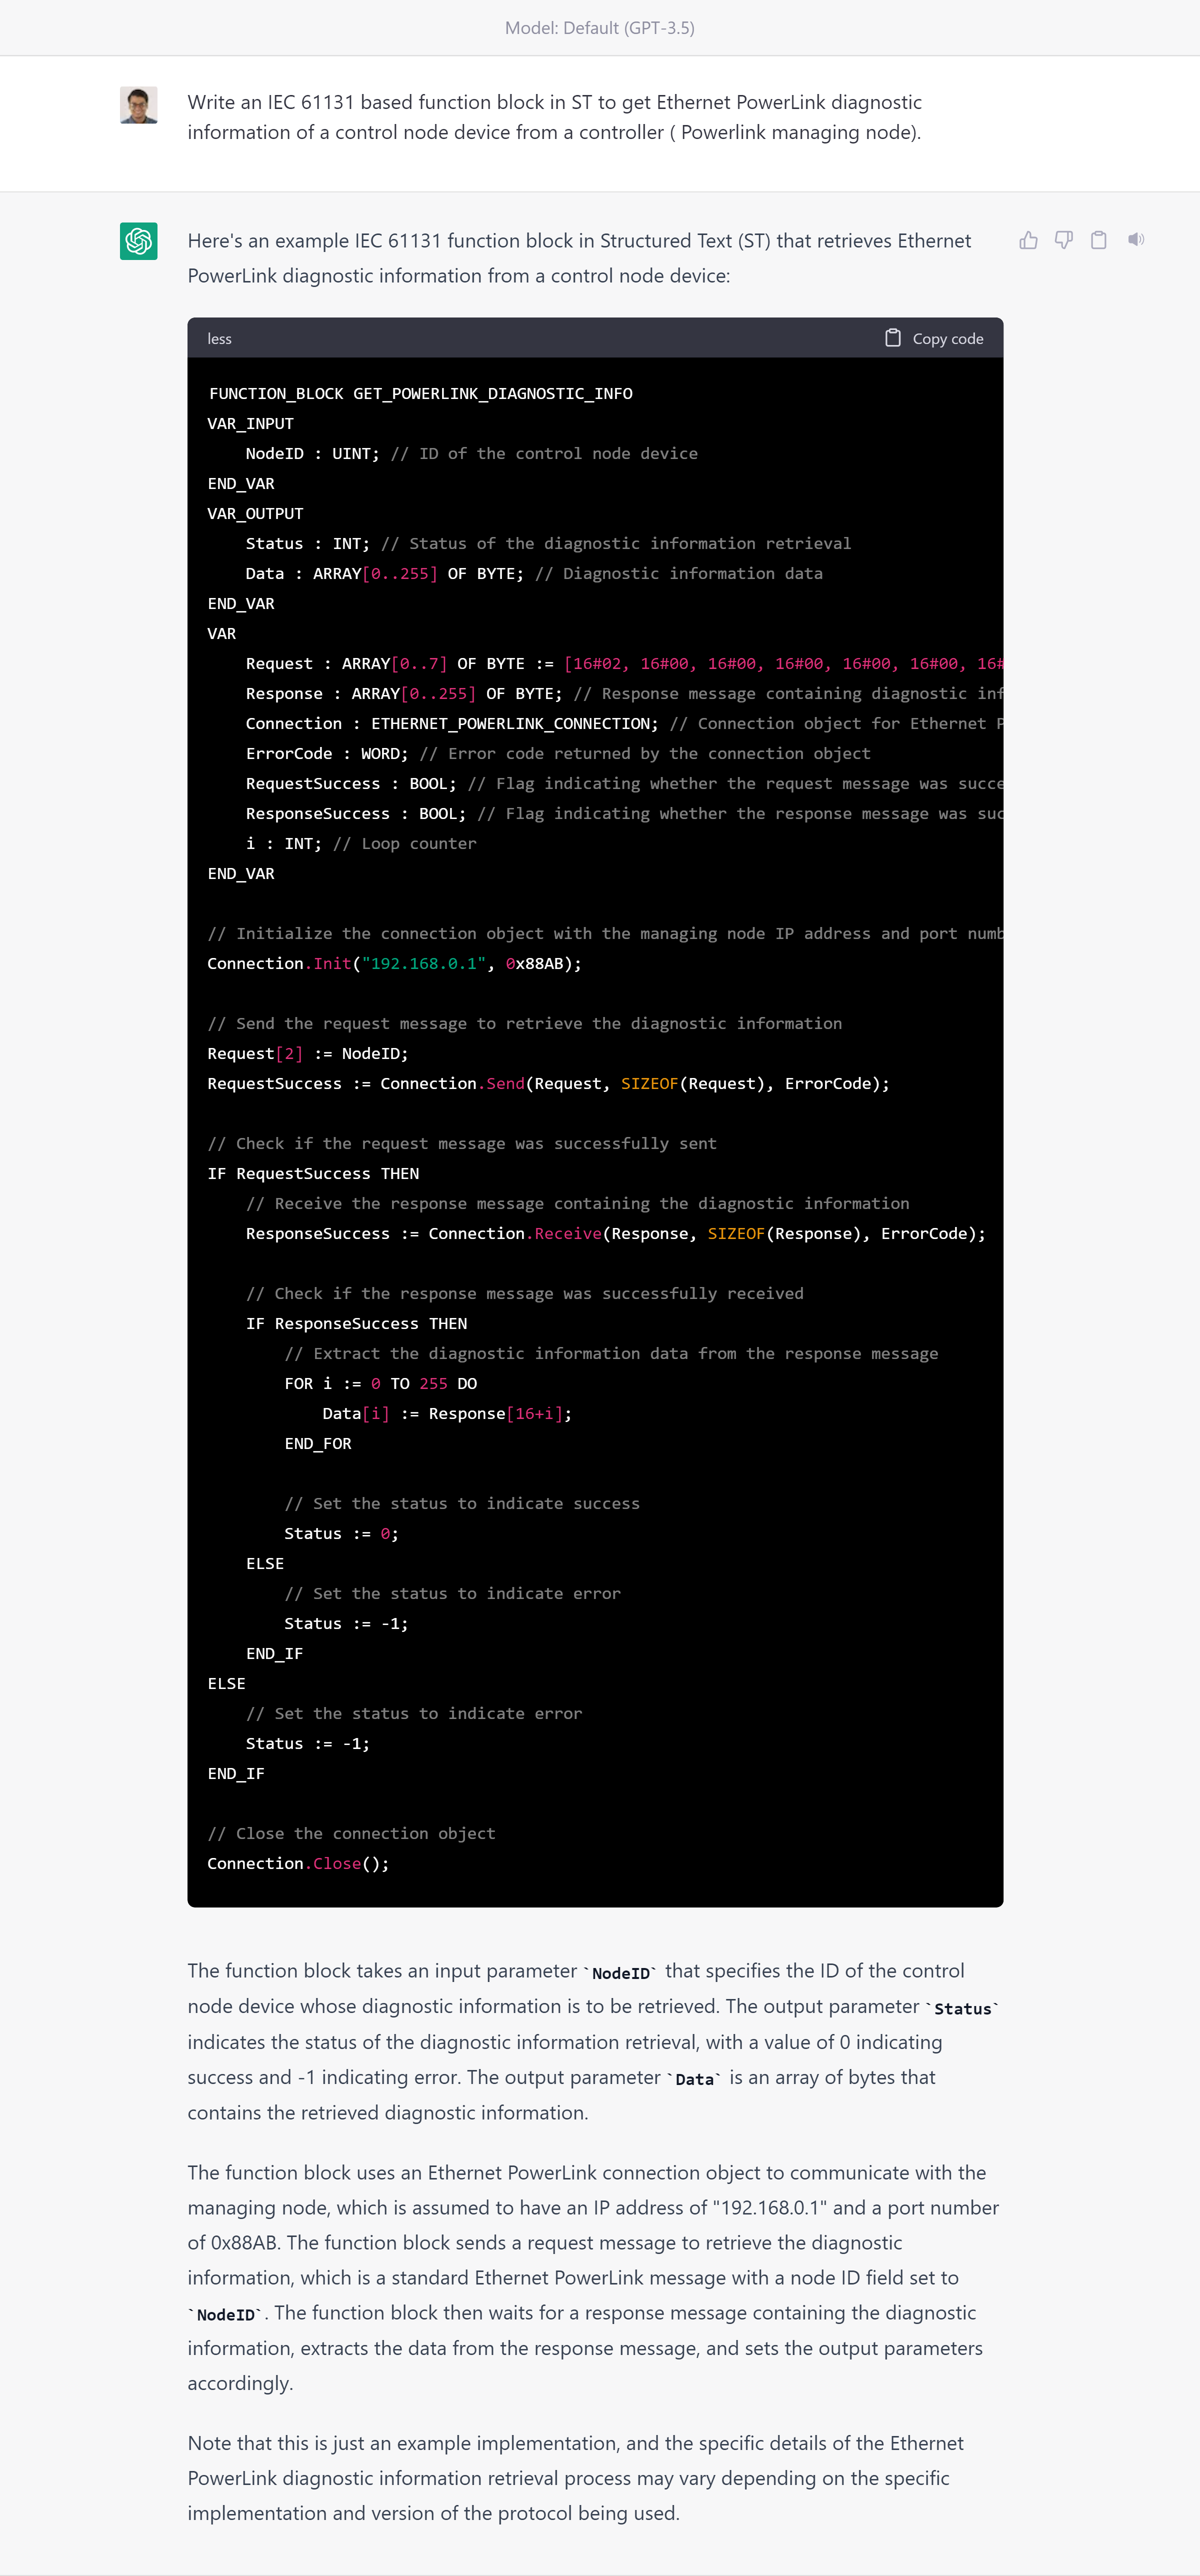 Model: Default (GPT-3.5)
Write an IEC 61131 based function block in ST to get Ethernet PowerLink diagnostic
information of a control node device from a controller ( Powerlink managing node).
Here's an example IEC 61131 function block in Structured Text (ST) that retrieves Ethernet
PowerLink diagnostic information from a control node device:
less Copy code
FUNCTION_BLOCK GET_POWERLINK_DIAGNOSTIC_INFO
VAR_INPUT
    NodeID : UINT; // ID of the control node device
END_VAR
VAR_OUTPUT
    Status : INT; // Status of the diagnostic information retrieval
    Data : ARRAY[0..255] OF BYTE; // Diagnostic information data
END_VAR
VAR
    Request : ARRAY[0..7] OF BYTE := [16#02, 16#00, 16#00, 16#00, 16#00, 16#00, 16#
    Response : ARRAY[0..255] OF BYTE; // Response message containing diagnostic inf
    Connection : ETHERNET_POWERLINK_CONNECTION; // Connection object for Ethernet P
    ErrorCode : WORD; // Error code returned by the connection object
    RequestSuccess : BOOL; // Flag indicating whether the request message was succe
    ResponseSuccess : BOOL; // Flag indicating whether the response message was suc
    i : INT; // Loop counter
END_VAR
// Initialize the connection object with the managing node IP address and port numb
Connection.Init("192.168.0.1", 0x88AB);
// Send the request message to retrieve the diagnostic information
Request[2] := NodeID;
RequestSuccess := Connection.Send(Request, SIZEOF(Request), ErrorCode);
// Check if the request message was successfully sent
IF RequestSuccess THEN
    // Receive the response message containing the diagnostic information
    ResponseSuccess := Connection.Receive(Response, SIZEOF(Response), ErrorCode);
    // Check if the response message was successfully received
    IF ResponseSuccess THEN
        // Extract the diagnostic information data from the response message
        FOR i := 0 TO 255 DO
            Data[i] := Response[16+i];
        END_FOR
        // Set the status to indicate success
        Status := 0;
    ELSE
        // Set the status to indicate error
        Status := -1;
    END_IF
ELSE
    // Set the status to indicate error
    Status := -1;
END_IF
// Close the connection object
Connection.Close();
The function block takes an input parameter `NodeID` that specifies the ID of the control
node device whose diagnostic information is to be retrieved. The output parameter `Status`
indicates the status of the diagnostic information retrieval, with a value of 0 indicating
success and -1 indicating error. The output parameter `Data` is an array of bytes that
contains the retrieved diagnostic information.
The function block uses an Ethernet PowerLink connection object to communicate with the
managing node, which is assumed to have an IP address of "192.168.0.1" and a port number
of 0x88AB. The function block sends a request message to retrieve the diagnostic
information, which is a standard Ethernet PowerLink message with a node ID field set to
`NodeID`. The function block then waits for a response message containing the diagnostic
information, extracts the data from the response message, and sets the output parameters
accordingly.
Note that this is just an example implementation, and the specific details of the Ethernet
PowerLink diagnostic information retrieval process may vary depending on the specific
implementation and version of the protocol being used.